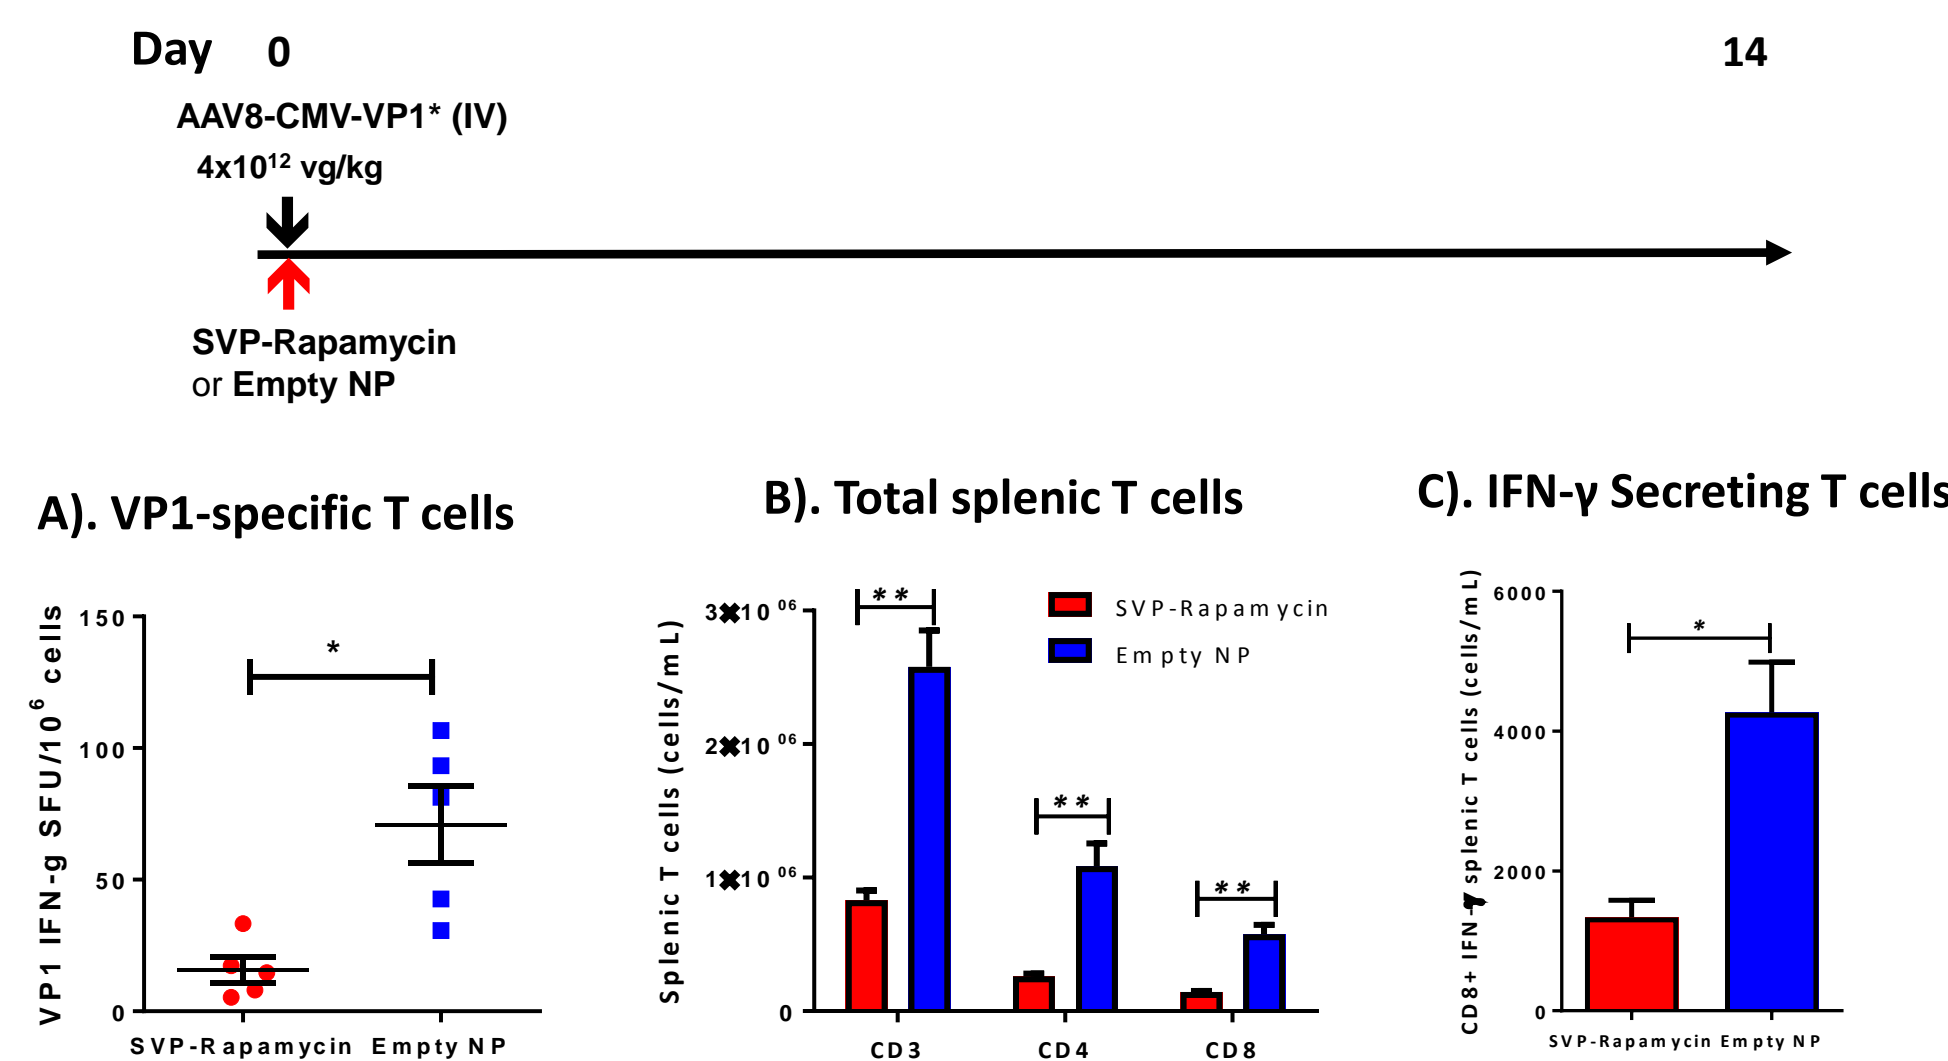 Day 0 14
AAV8-CMV-VP1* (IV)
4x10¹² vg/kg
SVP-Rapamycin
or Empty NP
A). VP1-specific T cells
VP1 IFN-g SFU/10⁶ cells
150
100
50
0
*
SVP-Rapamycin Empty NP
B). Total splenic T cells
Splenic T cells (cells/mL)
3✖10⁰⁶
2✖10⁰⁶
1✖10⁰⁶
0
**
**
**
SVP-Rapamycin
Empty NP
CD3 CD4 CD8
C). IFN-γ Secreting T cells
CD8+ IFN-γ splenic T cells (cells/mL)
6000
4000
2000
0
*
SVP-Rapamycin Empty NP